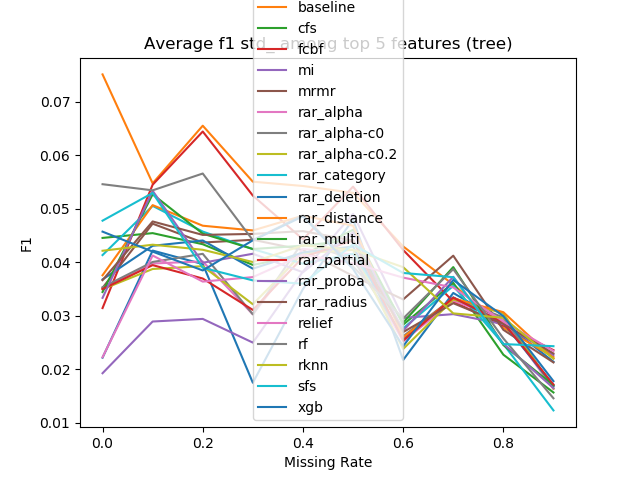 baseline
cfs
Average f1 std_ among top 5 features (tree)
fcbf
mi
mrmr
rar_alpha
rar_alpha-c0
rar_alpha-c0.2
rar_category
rar_deletion
rar_distance
rar_multi
rar_partial
rar_proba
rar_radius
relief
rf
rknn
sfs
xgb
0.07
0.06
0.05
0.04
0.03
0.02
0.01
F1
0.0 0.2 0.4 0.6 0.8
Missing Rate